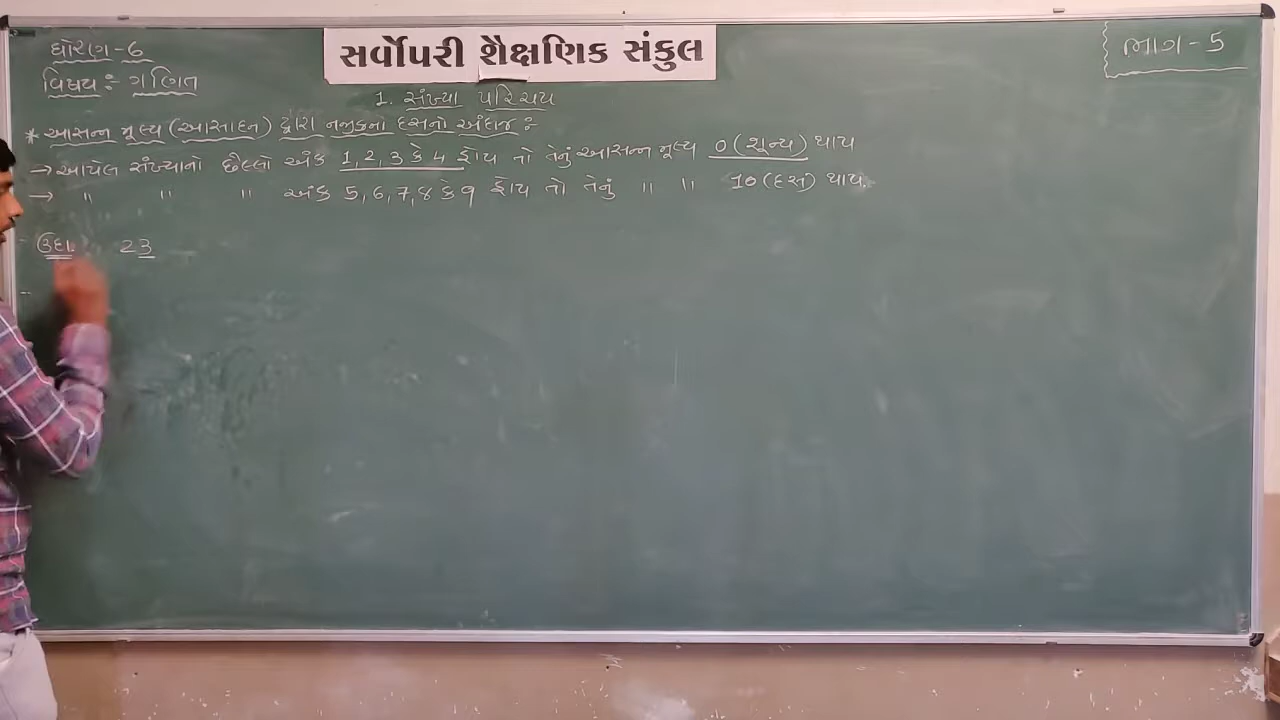 ધોરણ-6
સર્વોપરી શૈક્ષણિક સંકુલ
ભાગ-5
વિષય:- ગણિત
1. સંખ્યા પરિચય
* આસન્ન મૂલ્ય (આસાદન) દ્વારા નજીકનો દસનો અંદાજ :-
→ આપેલ સંખ્યાનો છેલ્લો અંક 1, 2, 3 કે 4 હોય તો તેનું આસન્ન મૂલ્ય 0 (શૂન્ય) થાય
→ " " " અંક 5, 6, 7, 8 કે 9 હોય તો તેનું " " 10 (દસ) થાય.
ઉદા. 23